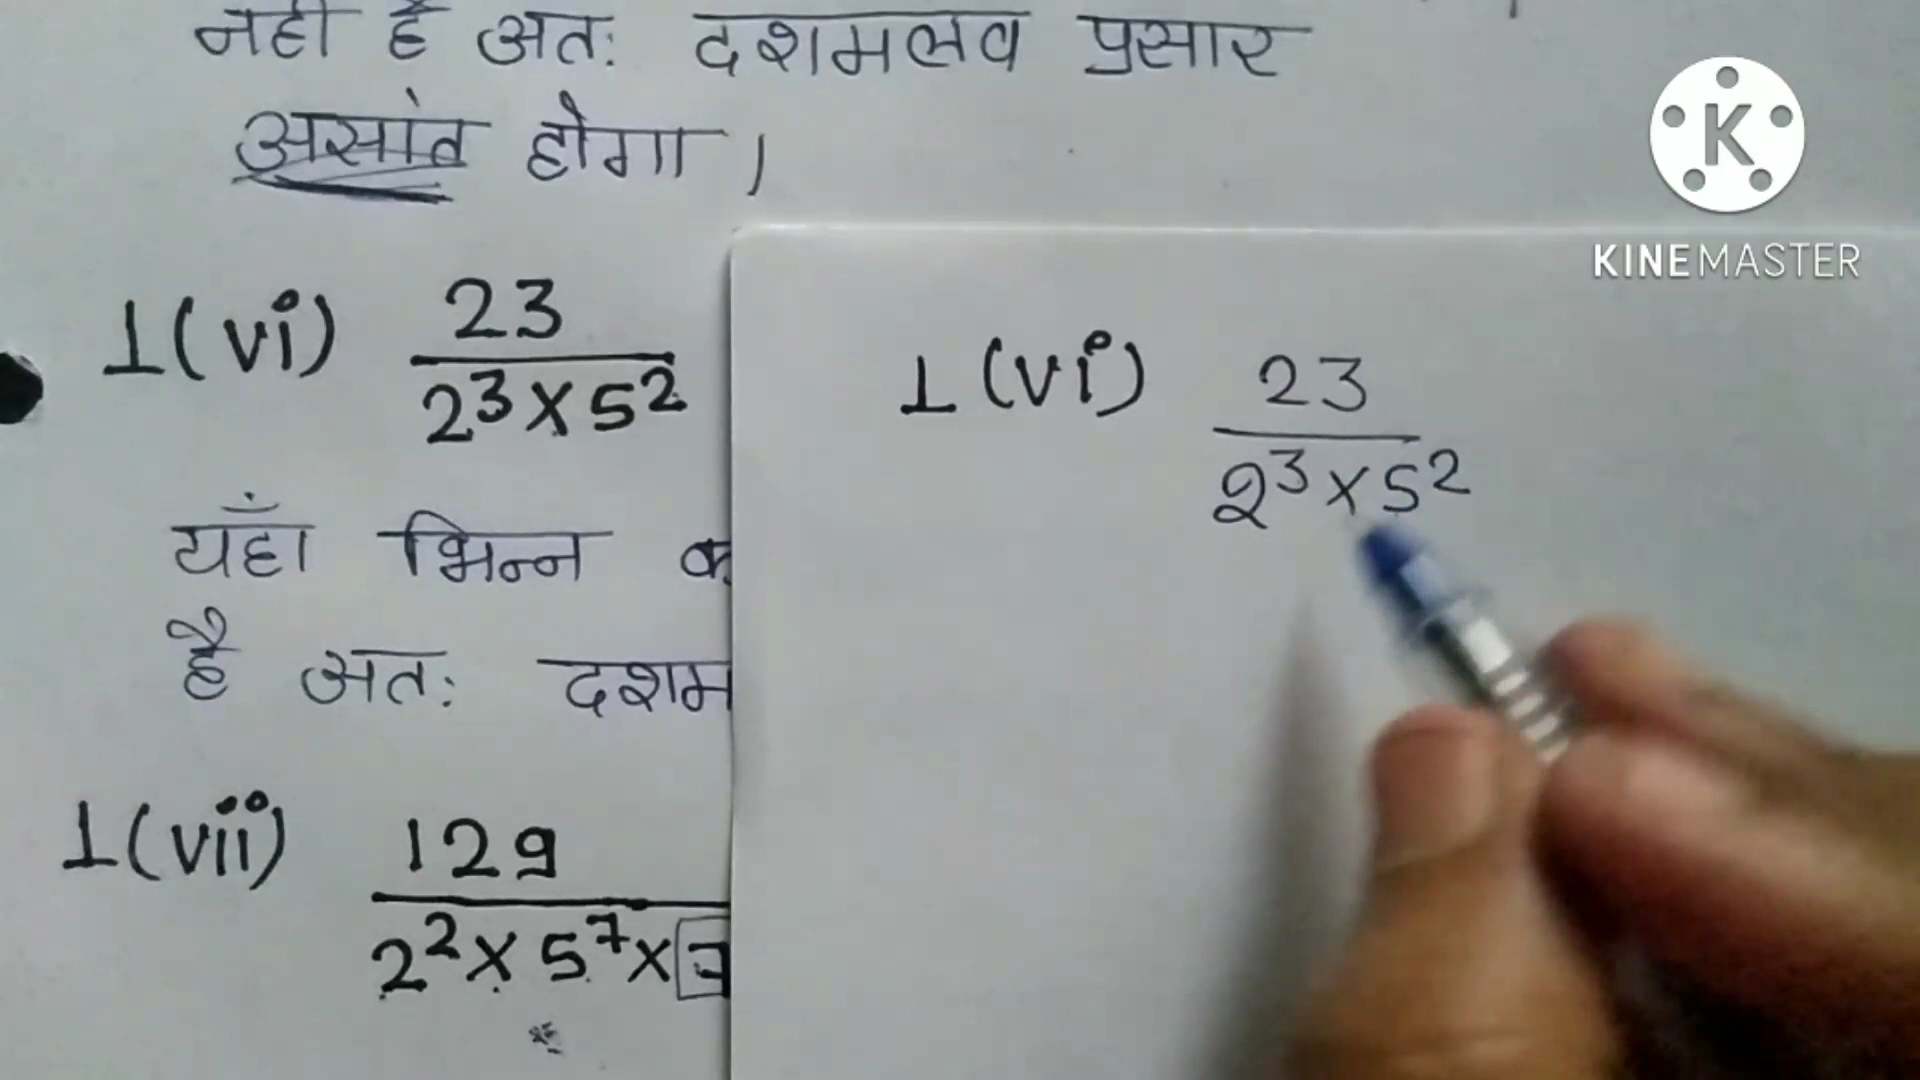 नही है अतः दशमलव प्रसार
असांत होगा।
1(vi) 23
2³×5²
यहाँ भिन्न
है अतः दशम
1(vii) 129
2²×5⁷×7
1(vi) 23
2³×5²
K
KINEMASTER